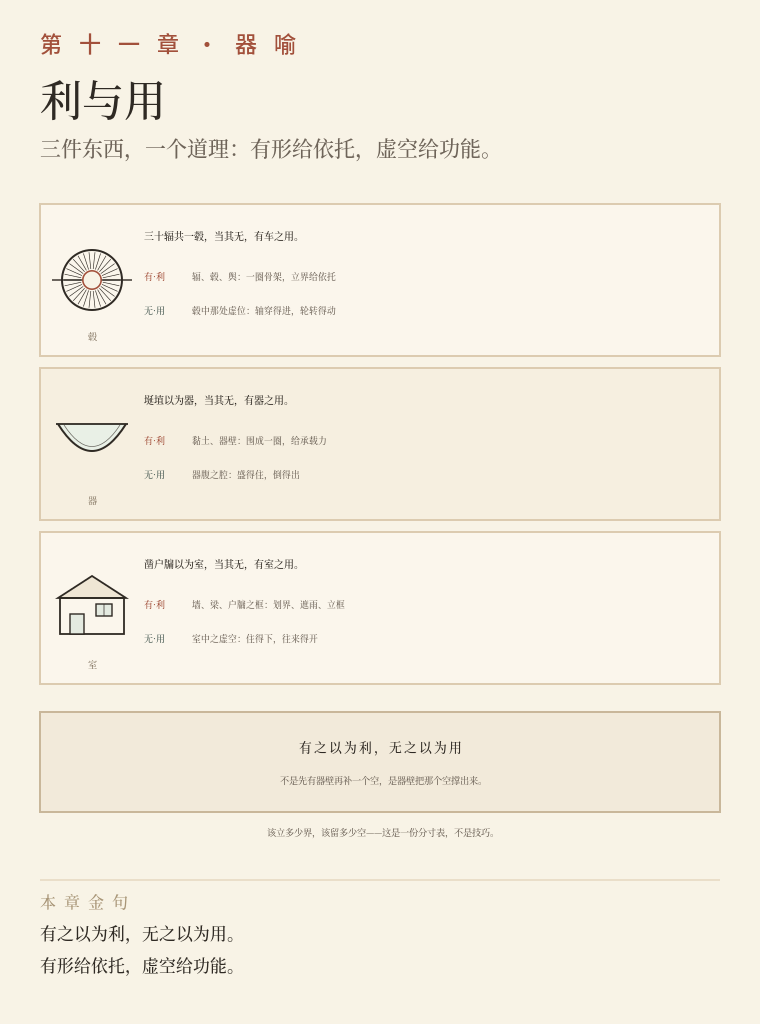 第十一章·器喻
利与用
三件东西，一个道理：有形给依托，虚空给功能。
三十辐共一毂，当其无，有车之用。
有·利 辐、毂、舆：一圈骨架，立界给依托
无·用 毂中那处虚位：轴穿得进，轮转得动
毂
埏埴以为器，当其无，有器之用。
有·利 黏土、器壁：围成一圈，给承载力
无·用 器腹之腔：盛得住，倒得出
器
凿户牖以为室，当其无，有室之用。
有·利 墙、梁、户牖之框：划界、遮雨、立框
无·用 室中之虚空：住得下，往来得开
室
有之以为利，无之以为用
不是先有器壁再补一个空，是器壁把那个空撑出来。
该立多少界，该留多少空——这是一份分寸表，不是技巧。
本章金句
有之以为利，无之以为用。
有形给依托，虚空给功能。